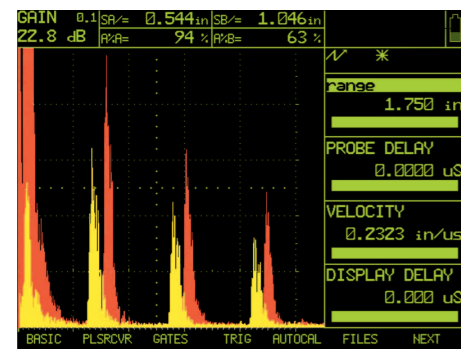 GAIN 0.1 SA/= 0.544in SB/= 1.046in
22.8 dB A%A= 94 % A%B= 63 %
range
1.750 in
PROBE DELAY
0.0000 uS
VELOCITY
0.2323 in/us
DISPLAY DELAY
0.000 uS
BASIC PLSRCVR GATES TRIG AUTOCAL FILES NEXT